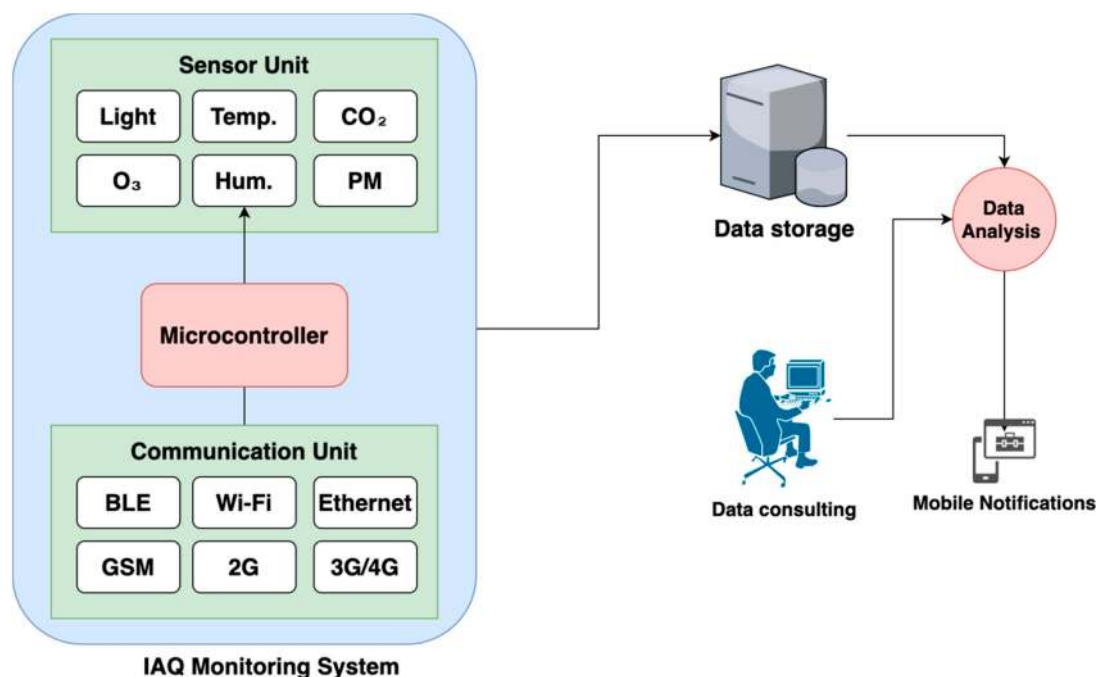 Sensor Unit
Light
Temp.
CO₂
O₃
Hum.
PM
Microcontroller
Communication Unit
BLE
Wi-Fi
Ethernet
GSM
2G
3G/4G
IAQ Monitoring System
Data storage
Data
Analysis
Data consulting
Mobile Notifications